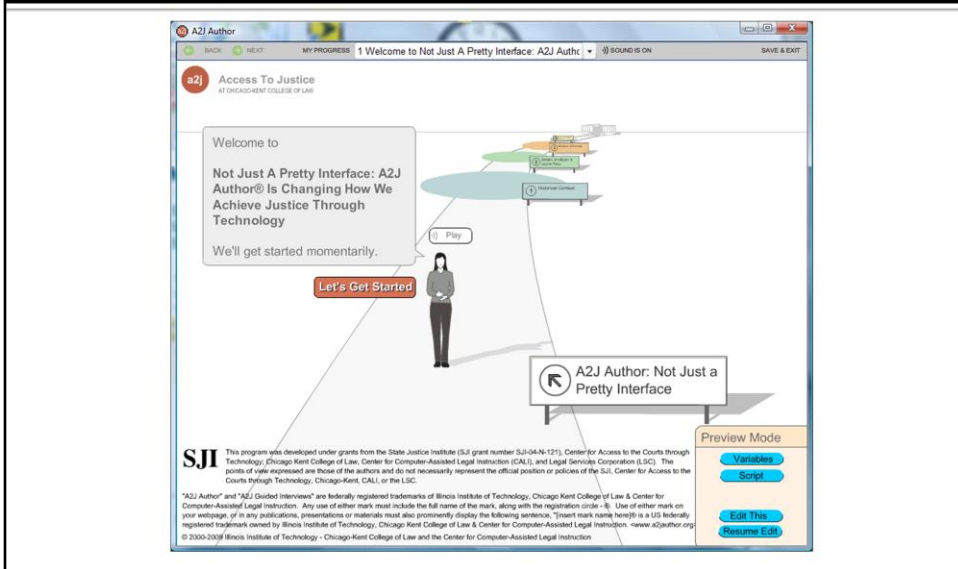 A2J Author
BACK NEXT MY PROGRESS 1 Welcome to Not Just A Pretty Interface: A2J Autho SOUND IS ON SAVE & EXIT
a2j Access To Justice
AT CHICAGO-KENT COLLEGE OF LAW
Welcome to
Not Just A Pretty Interface: A2J
Author® Is Changing How We
Achieve Justice Through
Technology
We'll get started momentarily.
1 Historical Context
Play
Let's Get Started
A2J Author: Not Just a
Pretty Interface
Preview Mode
Variables
Script
Edit This
Resume Edit
SJI This program was developed under grants from the State Justice Institute (SJI grant number SJI-04-N-121), Center for Access to the Courts through
Technology, Chicago Kent College of Law, Center for Computer-Assisted Legal Instruction (CALI), and Legal Services Corporation (LSC). The
points of view expressed are those of the authors and do not necessarily represent the official position or policies of the SJI, Center for Access to the
Courts through Technology, Chicago-Kent, CALI, or the LSC.
"A2J Author" and "A2J Guided Interviews" are federally registered trademarks of Illinois Institute of Technology, Chicago Kent College of Law & Center for
Computer-Assisted Legal Instruction. Any use of either mark must include the full name of the mark, along with the registration circle - ®. Use of either mark on
your webpage, or in any publications, presentations or materials must also prominently display the following sentence, "[insert mark name here]® is a US federally
registered trademark owned by Illinois Institute of Technology, Chicago Kent College of Law & Center for Computer-Assisted Legal Instruction. <www.a2jauthor.org>
© 2000-2009 Illinois Institute of Technology - Chicago-Kent College of Law and the Center for Computer-Assisted Legal Instruction